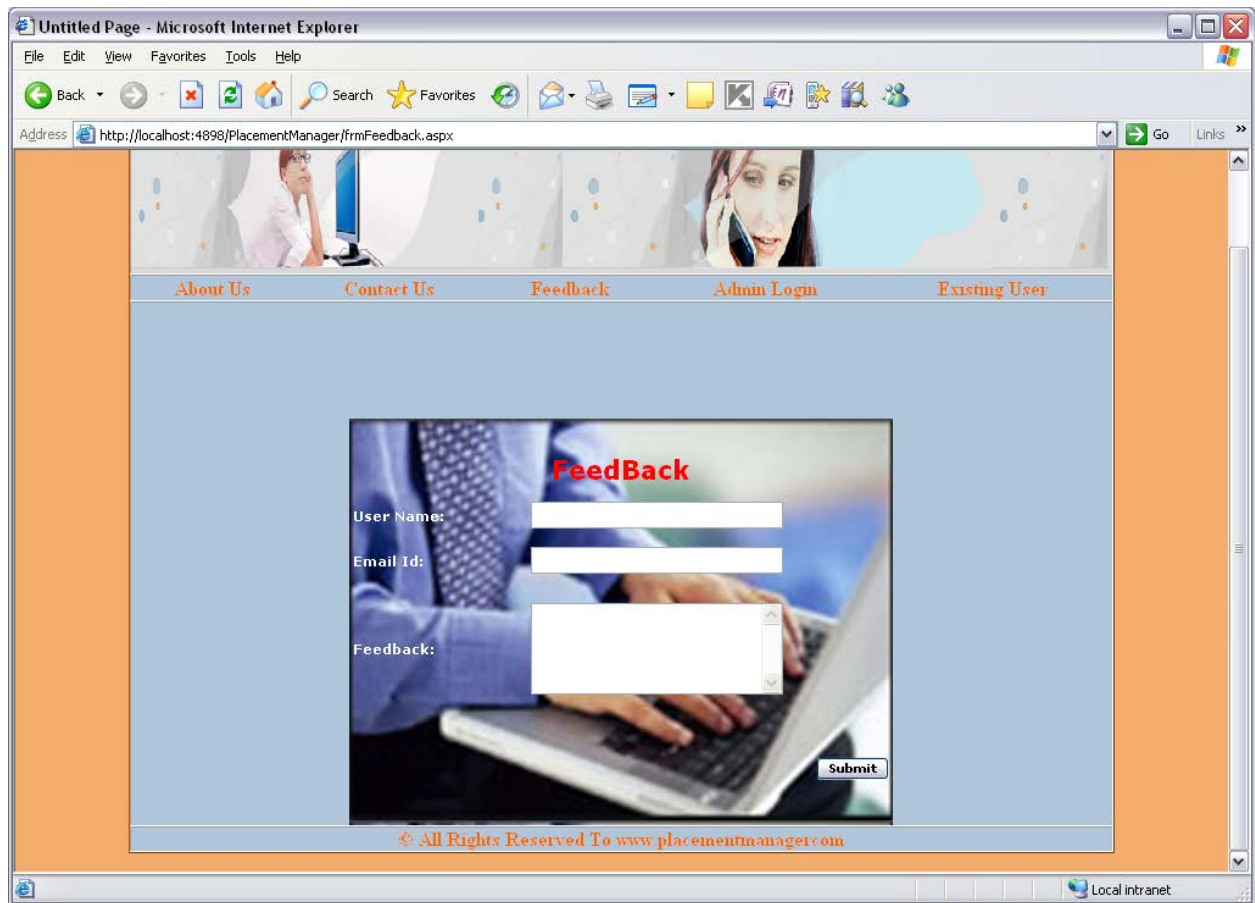 Untitled Page - Microsoft Internet Explorer
File Edit View Favorites Tools Help
Back Search Favorites
Address http://localhost:4898/PlacementManager/frmFeedback.aspx Go Links »
About Us Contact Us Feedback Admin Login Existing User
FeedBack
User Name:
Email Id:
Feedback:
Submit
© All Rights Reserved To www.placementmanagercom
Local intranet